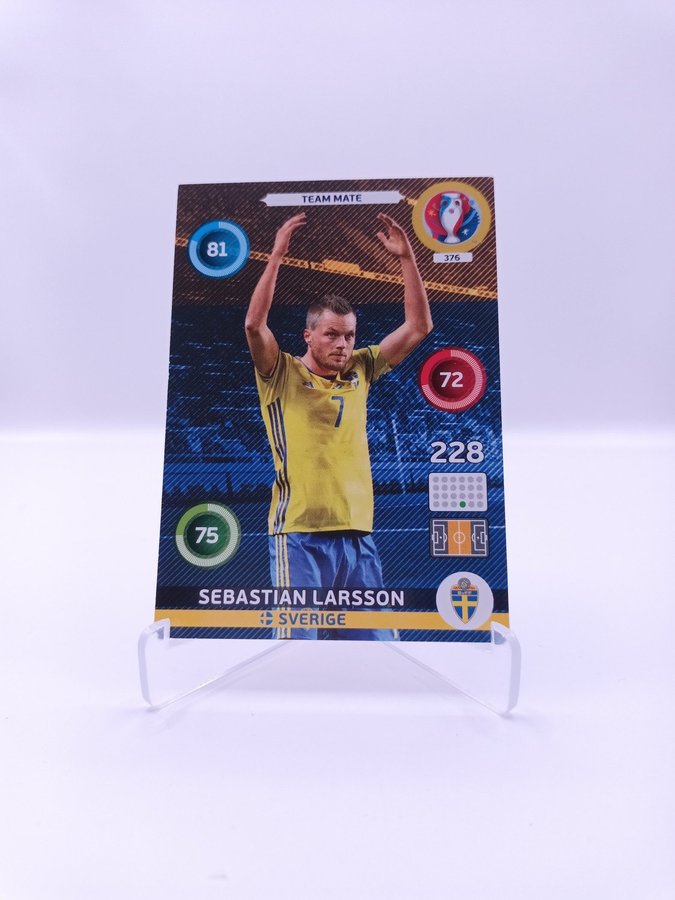 TEAM MATE
81
376
7
72
228
75
SEBASTIAN LARSSON
SVERIGE